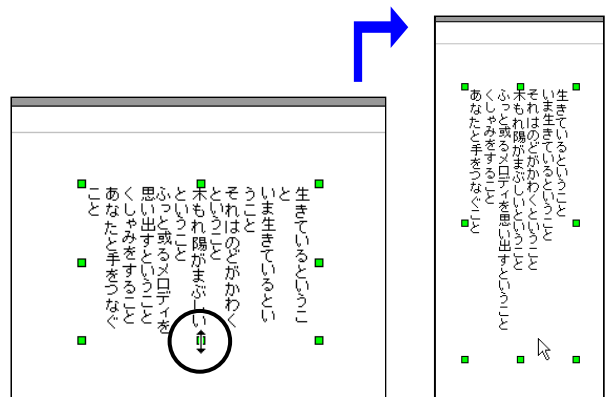 生きているというこ
と
いま生きているとい
うこと
それはのどがかわく
ということ
木もれ陽がまぶしい
ということ
ふっと或るメロディを
思い出すということ
くしゃみをすること
あなたと手をつなぐ
こと
生きているということ
いま生きているということ
それはのどがかわくということ
木もれ陽がまぶしいということ
ふっと或るメロディを思い出すということ
くしゃみをすること
あなたと手をつなぐこと